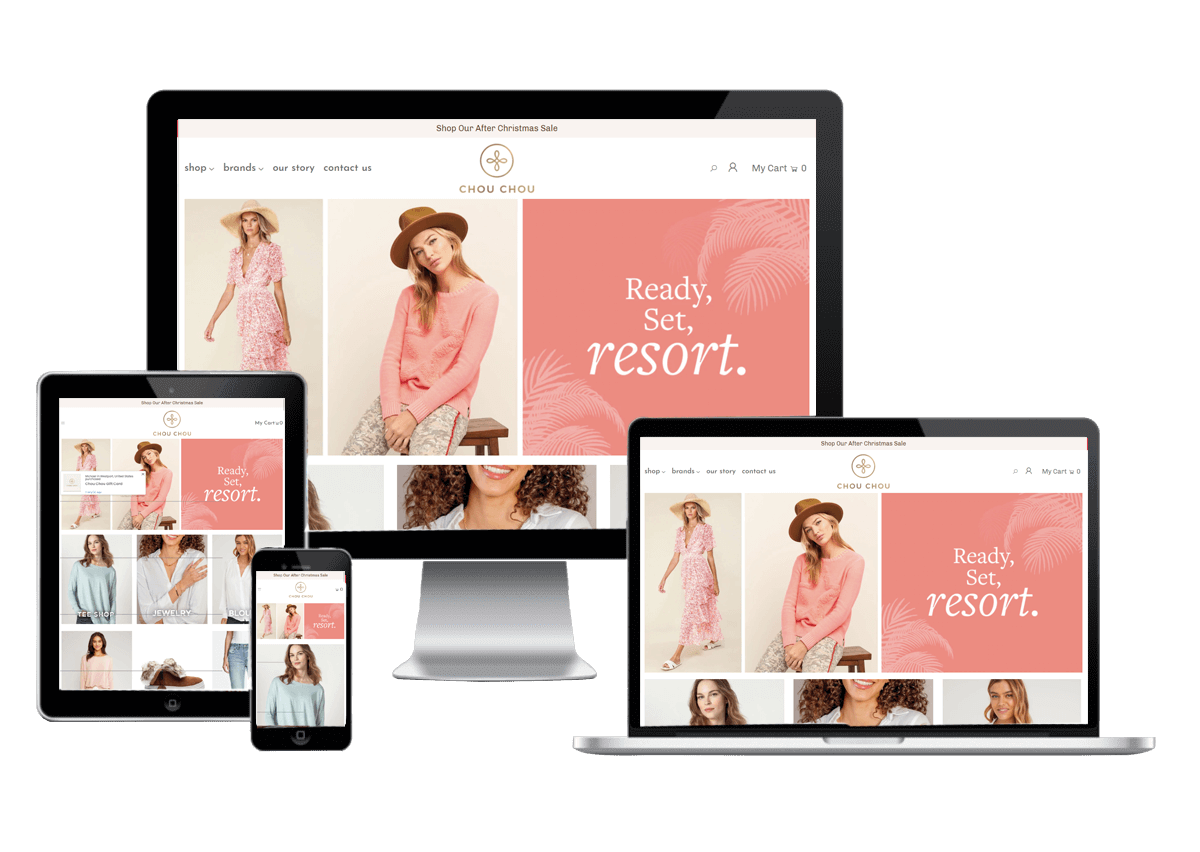 Shop Our After Christmas Sale
shop brands our story contact us
CHOU CHOU
My Cart 0
Ready,
Set,
resort.
Shop Our After Christmas Sale
CHOU CHOU
My Cart 0
Ready,
Set,
resort.
TEE SHOP
JEWELRY
BLOU
Shop Our After Christmas Sale
CHOU CHOU
0
Ready,
Set,
resort.
Shop Our After Christmas Sale
shop brands our story contact us
CHOU CHOU
My Cart 0
Ready,
Set,
resort.